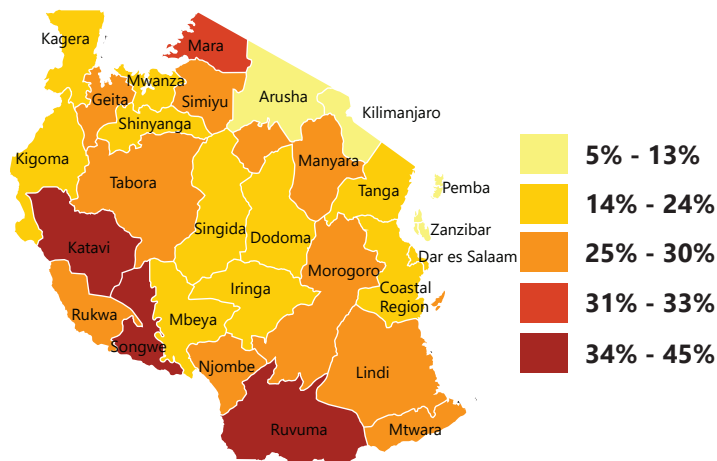 Kagera
Mara
Mwanza
Geita
Simiyu
Arusha
Kilimanjaro
Shinyanga
Kigoma
Manyara
Tabora
Tanga
Pemba
Singida
Zanzibar
Katavi
Dodoma
Dar es Salaam
Morogoro
Iringa
Coastal
Region
Rukwa
Mbeya
Songwe
Njombe
Lindi
Ruvuma
Mtwara
5% - 13%
14% - 24%
25% - 30%
31% - 33%
34% - 45%